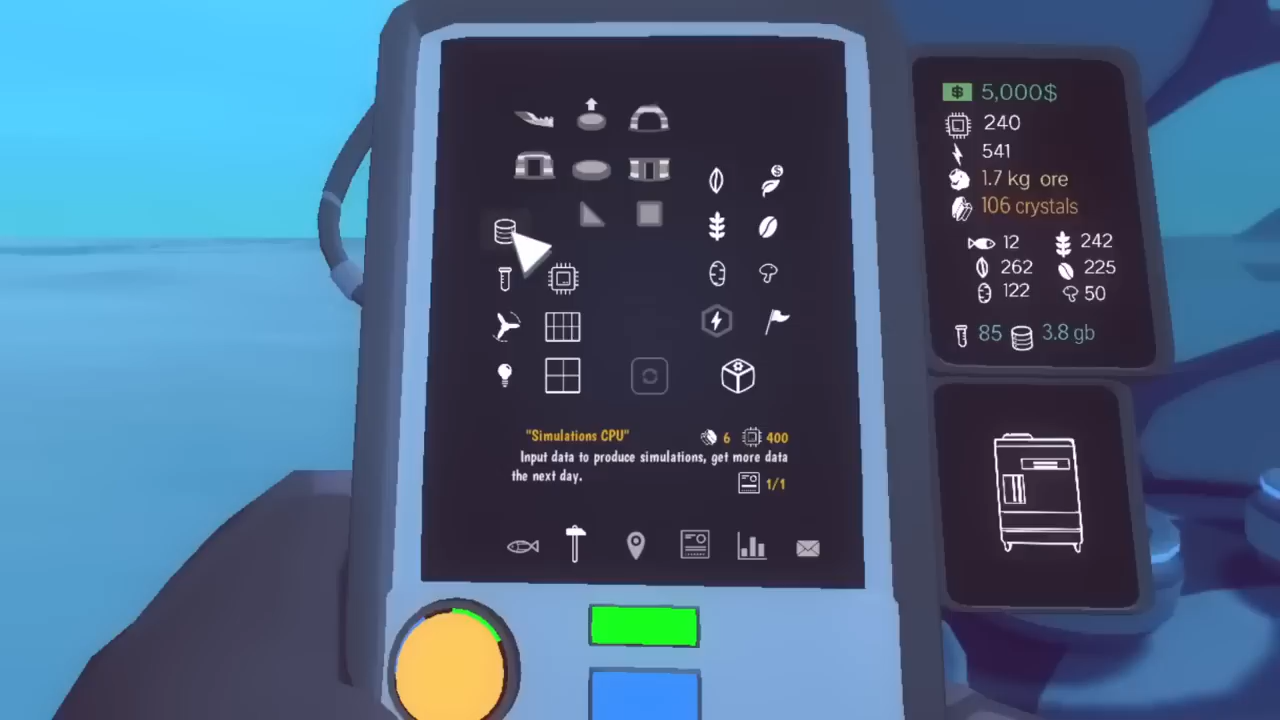 "Simulations CPU" 6 400
Input data to produce simulations, get more data
the next day.
1/1
5,000$
240
541
1.7 kg ore
106 crystals
12 242
262 225
122 50
85 3.8 gb